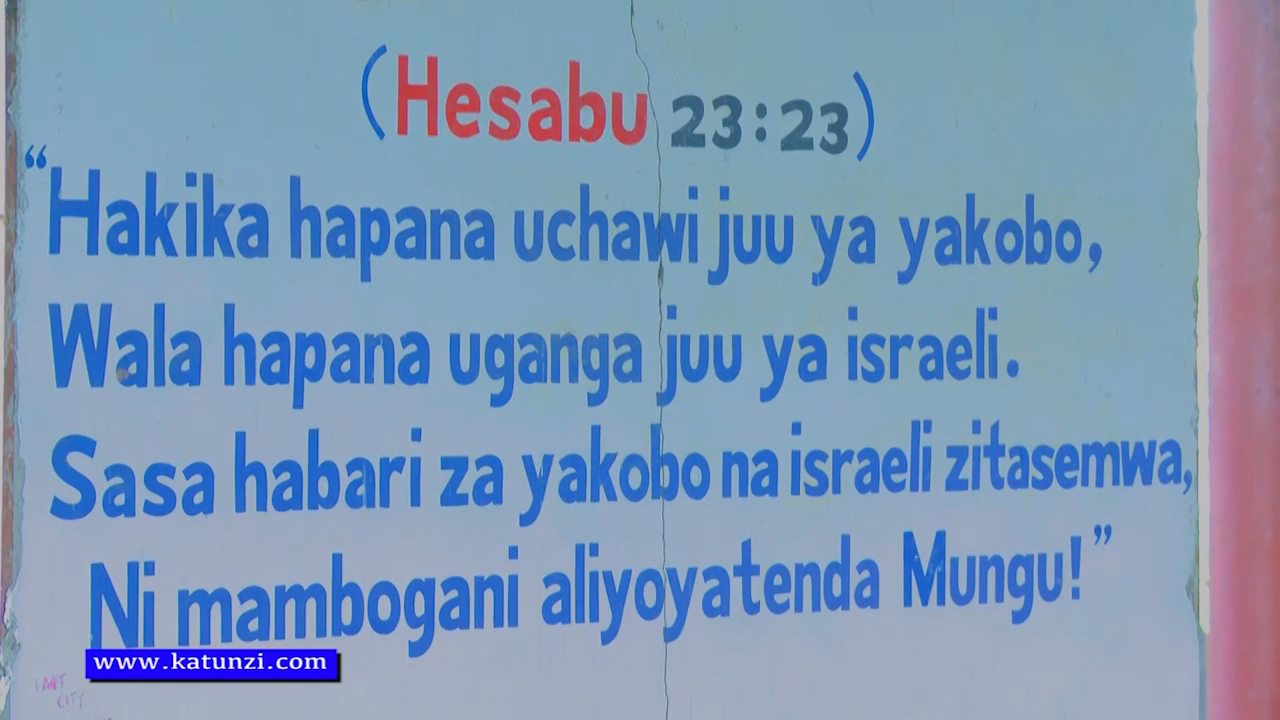 (Hesabu 23:23)
“Hakika hapana uchawi juu ya yakobo,
Wala hapana uganga juu ya israeli.
Sasa habari za yakobo na israeli zitasemwa,
Ni mambogani aliyoyatenda Mungu!”
www.katunzi.com
CITY